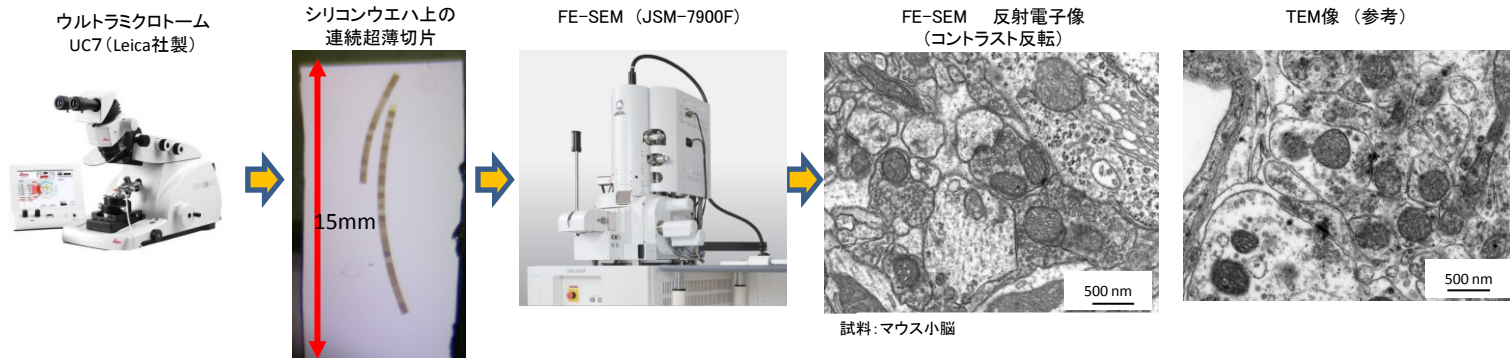 ウルトラミクロトーム
UC7（Leica社製）
シリコンウエハ上の
連続超薄切片
FE-SEM （JSM-7900F）
FE-SEM　反射電子像
（コントラスト反転）
TEM像 （参考）
15mm
500 nm
500 nm
試料：マウス小脳